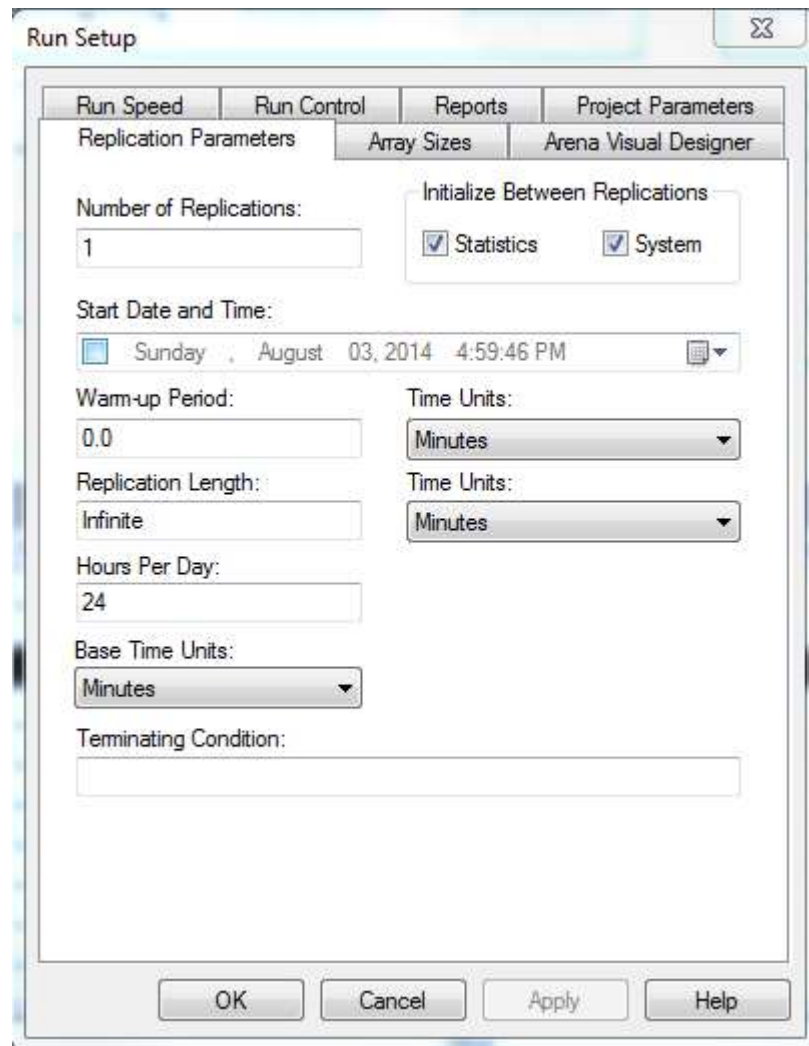 Run Setup
Run Speed Run Control Reports Project Parameters
Replication Parameters Array Sizes Arena Visual Designer
Number of Replications:
Initialize Between Replications
1
Statistics System
Start Date and Time:
Sunday , August 03, 2014 4:59:46 PM
Warm-up Period: Time Units:
0.0 Minutes
Replication Length: Time Units:
Infinite Minutes
Hours Per Day:
24
Base Time Units:
Minutes
Terminating Condition:
OK Cancel Apply Help